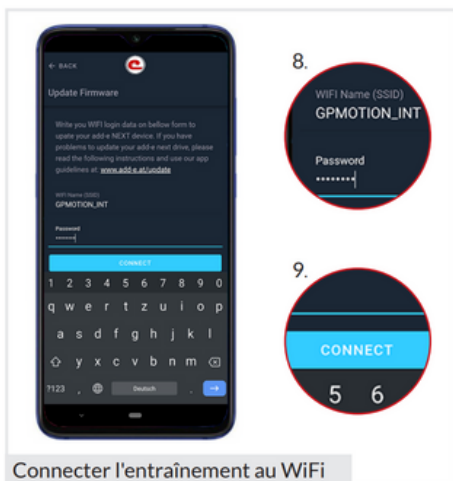 ← BACK
Update Firmware
Write you WIFI login data on bellow form to
upate your add-e NEXT device. If you have
problems to update your add-e next drive, please
read the following instructions and use our app
guidelines at: www.add-e.at/update
WIFI Name (SSID)
GPMOTION_INT
Password
•••••••
CONNECT
1 2 3 4 5 6 7 8 9 0
q w e r t z u i o p
a s d f g h j k l
y x c v b n m
?123 , Deutsch .
8.
WIFI Name (SSID)
GPMOTION_INT
Password
••••••••
9.
CONNECT
5 6
Connecter l'entraînement au WiFi